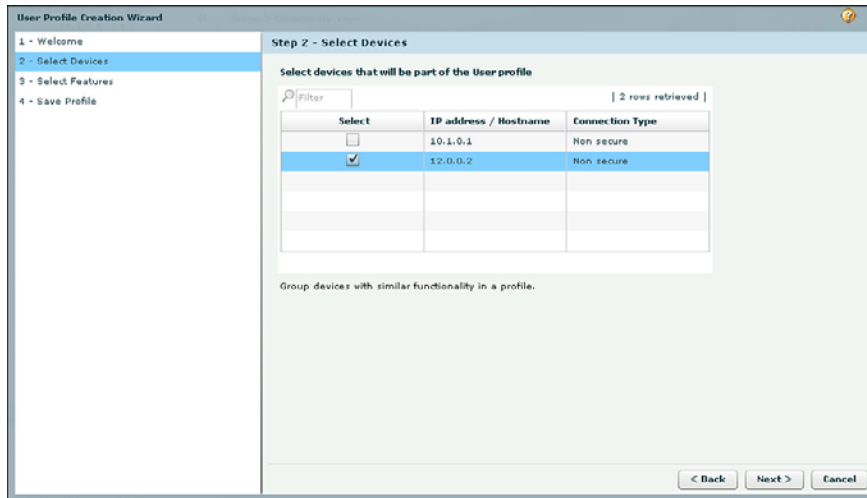 User Profile Creation Wizard
1 - Welcome
2 - Select Devices
3 - Select Features
4 - Save Profile
Step 2 - Select Devices
Select devices that will be part of the User profile
Filter
| 2 rows retrieved |
Select IP address / Hostname Connection Type
10.1.0.1 Non secure
12.0.0.2 Non secure
Group devices with similar functionality in a profile.
< Back Next > Cancel